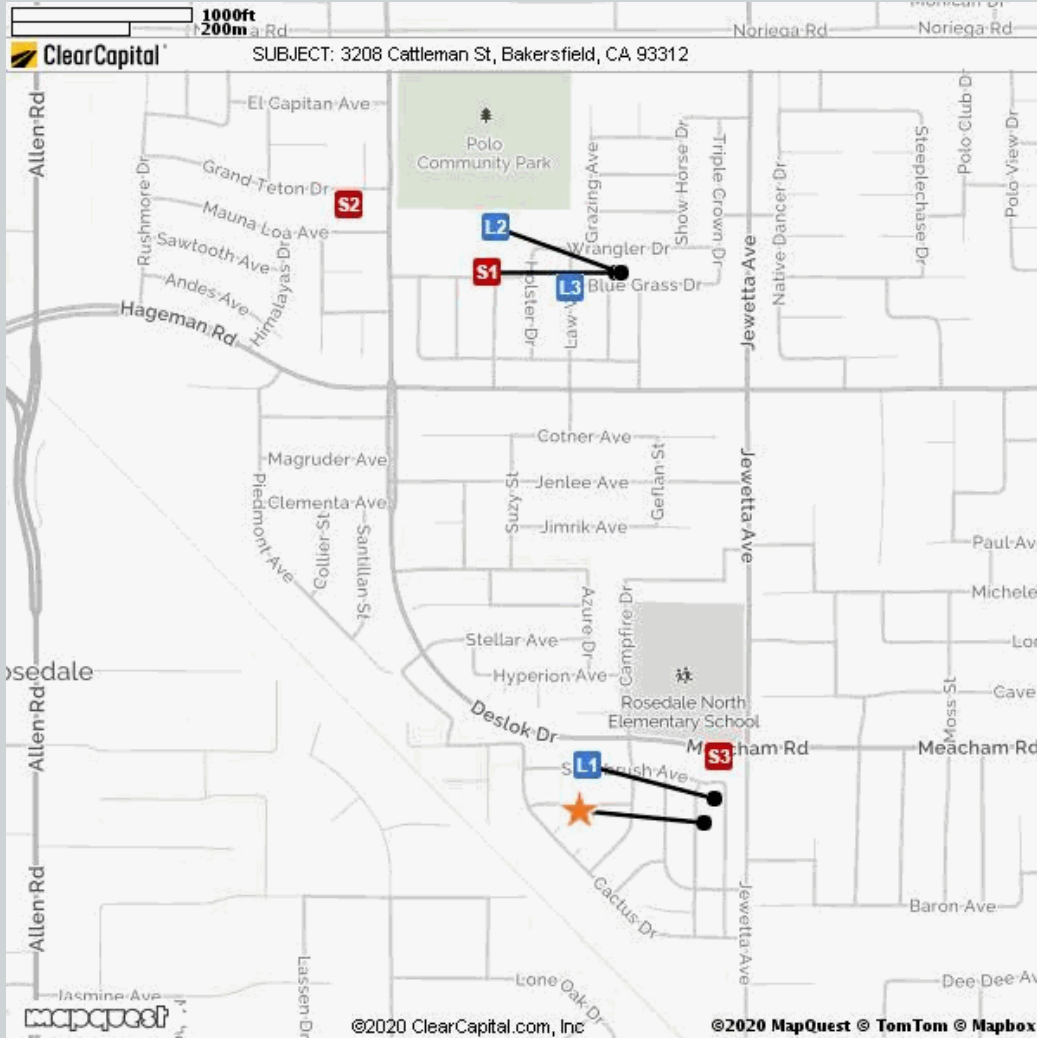 1000ft
200m
Noriega Rd
Noriega Rd
ClearCapital
SUBJECT: 3208 Cattleman St, Bakersfield, CA 93312
El Capitan Ave
Allen Rd
Polo
Community Park
Grazing Ave
Show Horse Dr
Triple Crown Dr
Native Dancer Dr
Steeplechase Dr
Polo Club D
Polo View Dr
Rushmore Dr
Grand Teton Dr
S2
Mauna Loa Ave
L2
Sawtooth Ave
Himalayas Dr
Wrangler Dr
S1
Holster Dr
L3
Blue Grass Dr
Andes Ave
Jewetta Ave
Hageman Rd
Cotner Ave
Magruder Ave
Suzy St
Jenlee Ave
Geflan St
Piedmont Ave
Clementa Ave
Collier St
Santillan St
Jimrik Ave
Jewetta Ave
Paul Av
Azure Dr
Campfire Dr
Michele
Stellar Ave
Hyperion Ave
osedale
Allen Rd
Rosedale North
Elementary School
Moss St
Cave
Deslok Dr
S3
Meacham Rd
L1
Cactus Dr
Jewetta Ave
Baron Ave
Allen Rd
Lassen Dr
Lone Oak Dr
Dee Dee Av
Jasmine Ave
mapquest
©2020 ClearCapital.com, Inc
©2020 MapQuest © TomTom © Mapbox